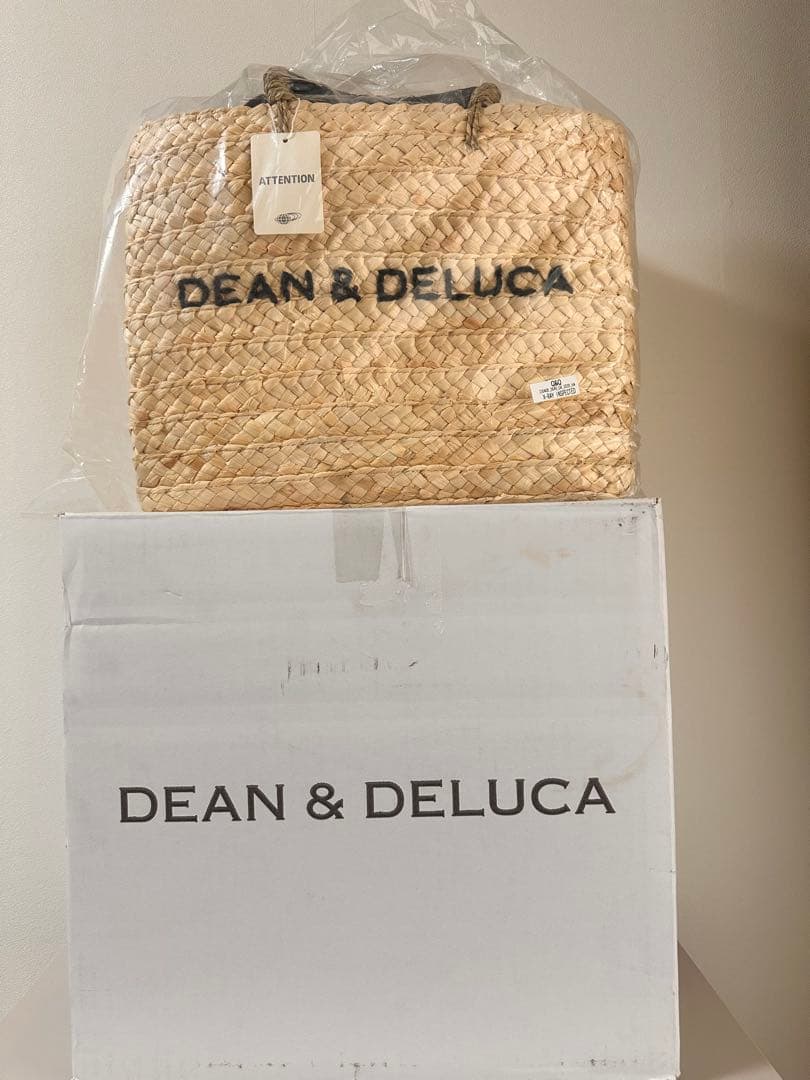 ATTENTION
DEAN & DELUCA
Q&Q
X-RAY INSPECTED
DEAN & DELUCA